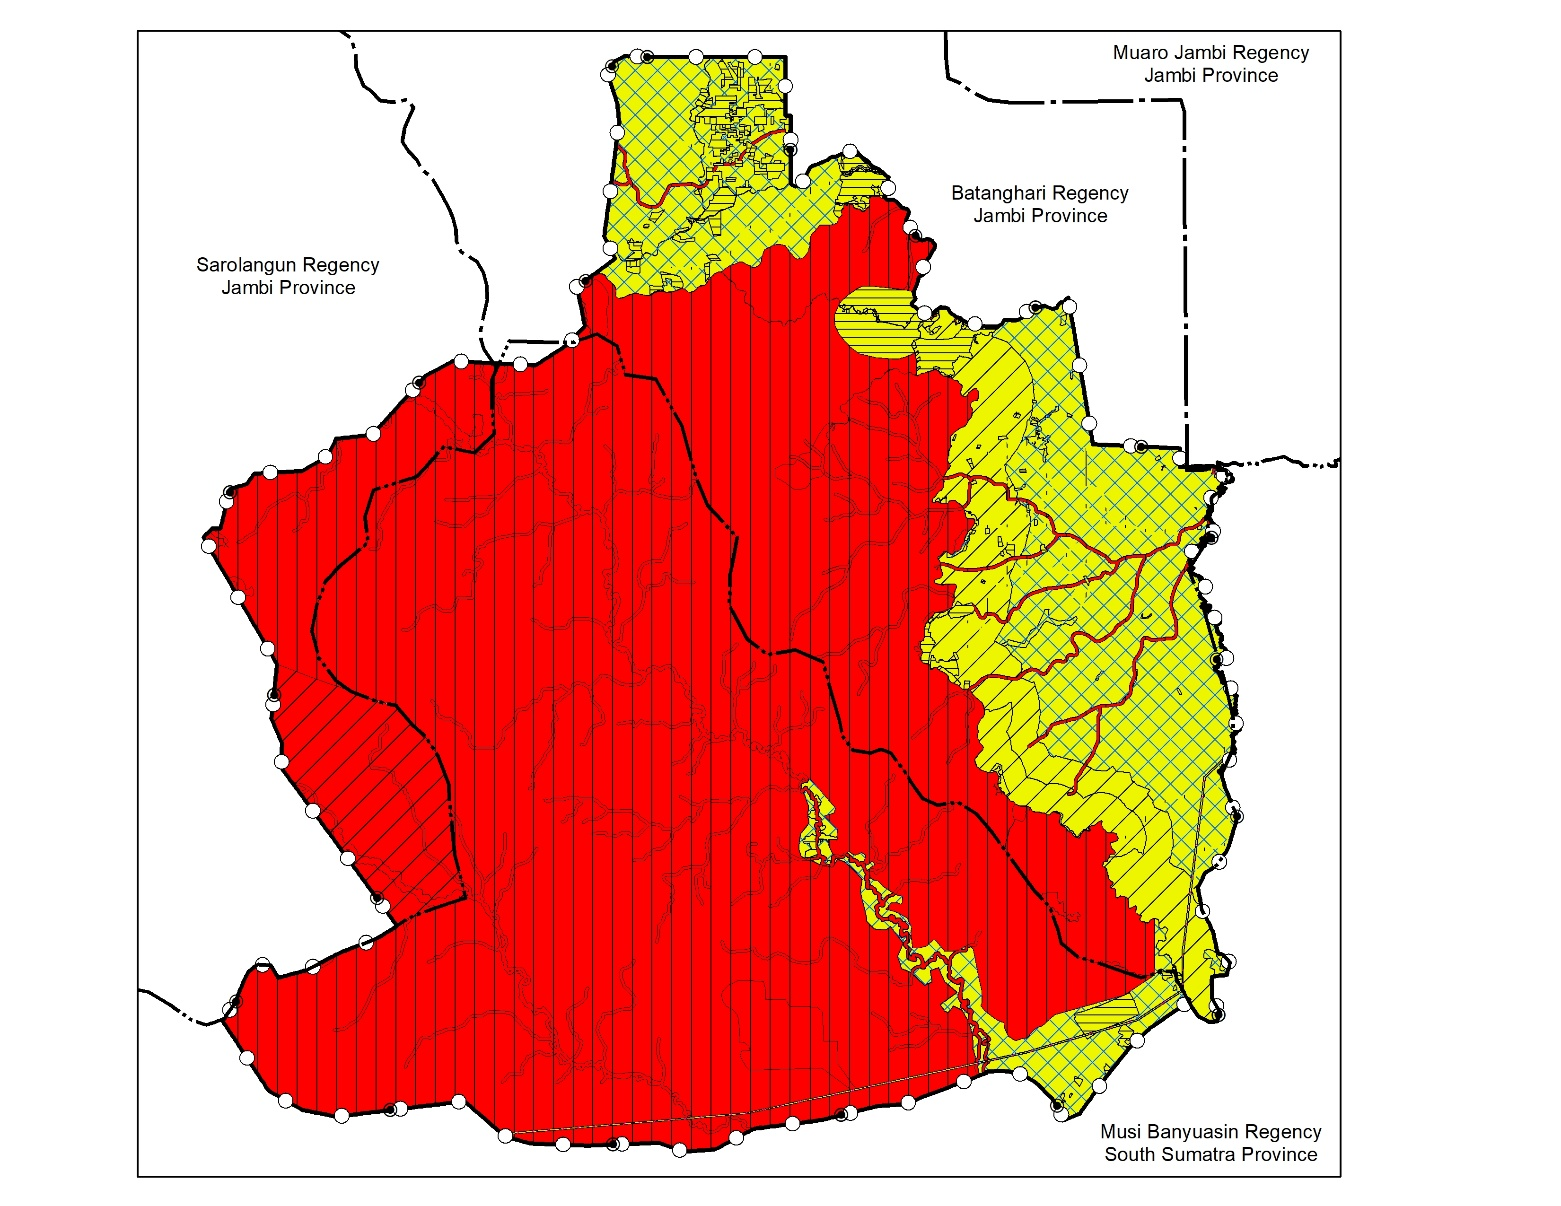 Muaro Jambi Regency
Jambi Province
Batanghari Regency
Jambi Province
Sarolangun Regency
Jambi Province
Musi Banyuasin Regency
South Sumatra Province